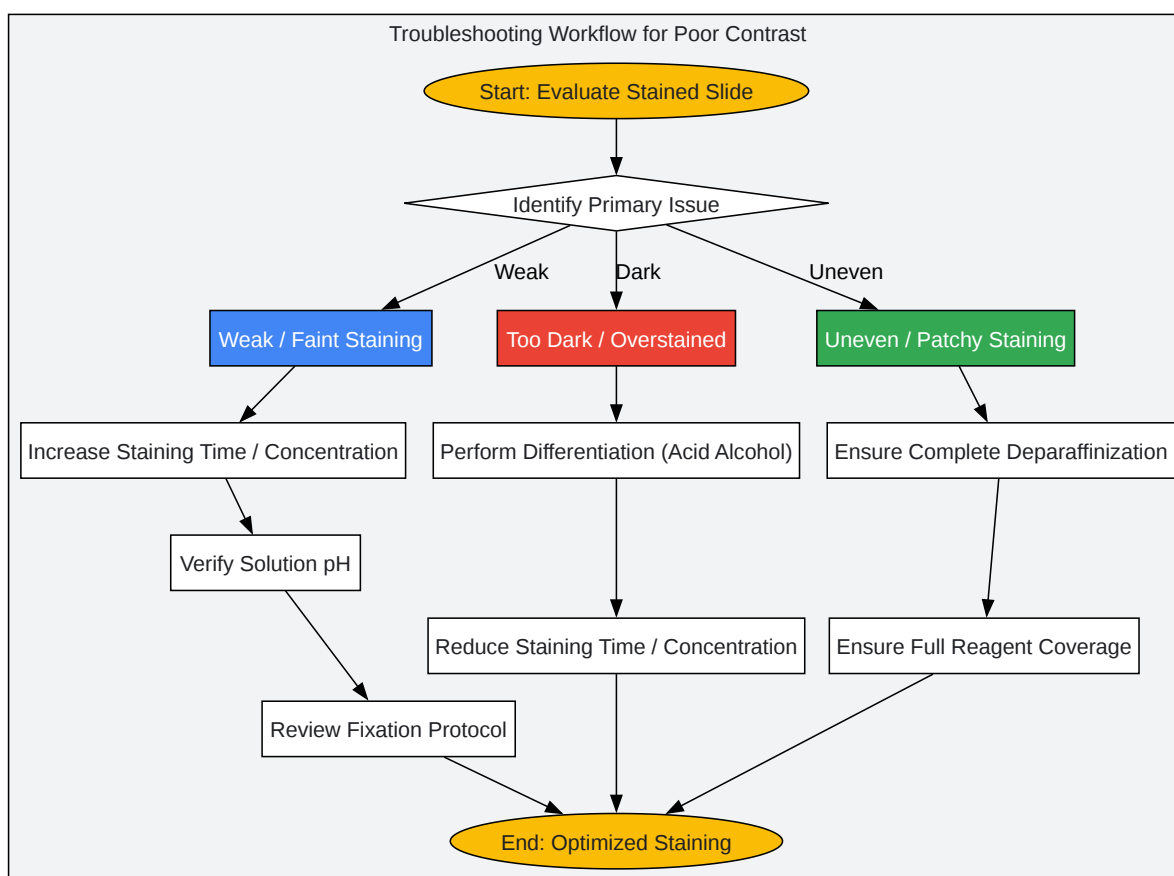 Troubleshooting Workflow for Poor Contrast
Start: Evaluate Stained Slide
Identify Primary Issue
Weak
Dark
Uneven
Weak / Faint Staining
Too Dark / Overstained
Uneven / Patchy Staining
Increase Staining Time / Concentration
Perform Differentiation (Acid Alcohol)
Ensure Complete Deparaffinization
Verify Solution pH
Reduce Staining Time / Concentration
Ensure Full Reagent Coverage
Review Fixation Protocol
End: Optimized Staining